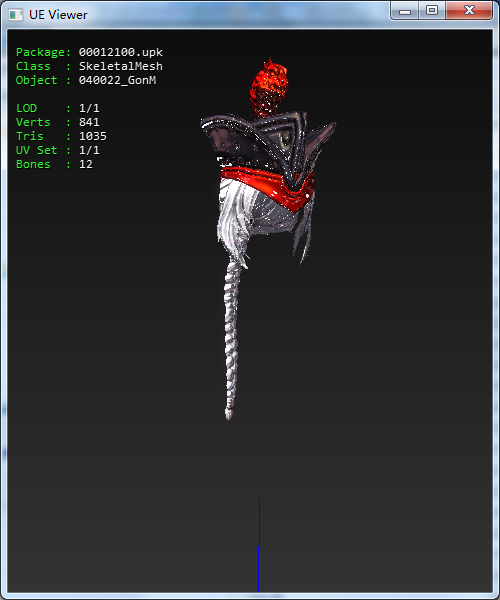 UE Viewer
Package: 00012100.upk
Class  : SkeletalMesh
Object : 040022_GonM
LOD    : 1/1
Verts  : 841
Tris   : 1035
UV Set : 1/1
Bones  : 12